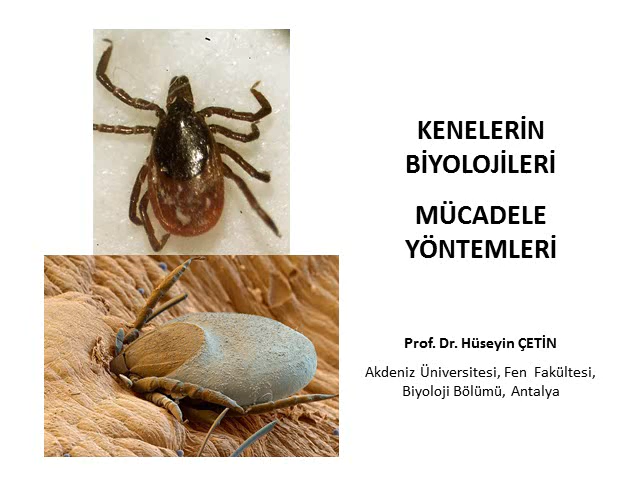 KENELERİN
BİYOLOJİLERİ
MÜCADELE
YÖNTEMLERİ
Prof. Dr. Hüseyin ÇETİN
Akdeniz Üniversitesi, Fen Fakültesi,
Biyoloji Bölümü, Antalya